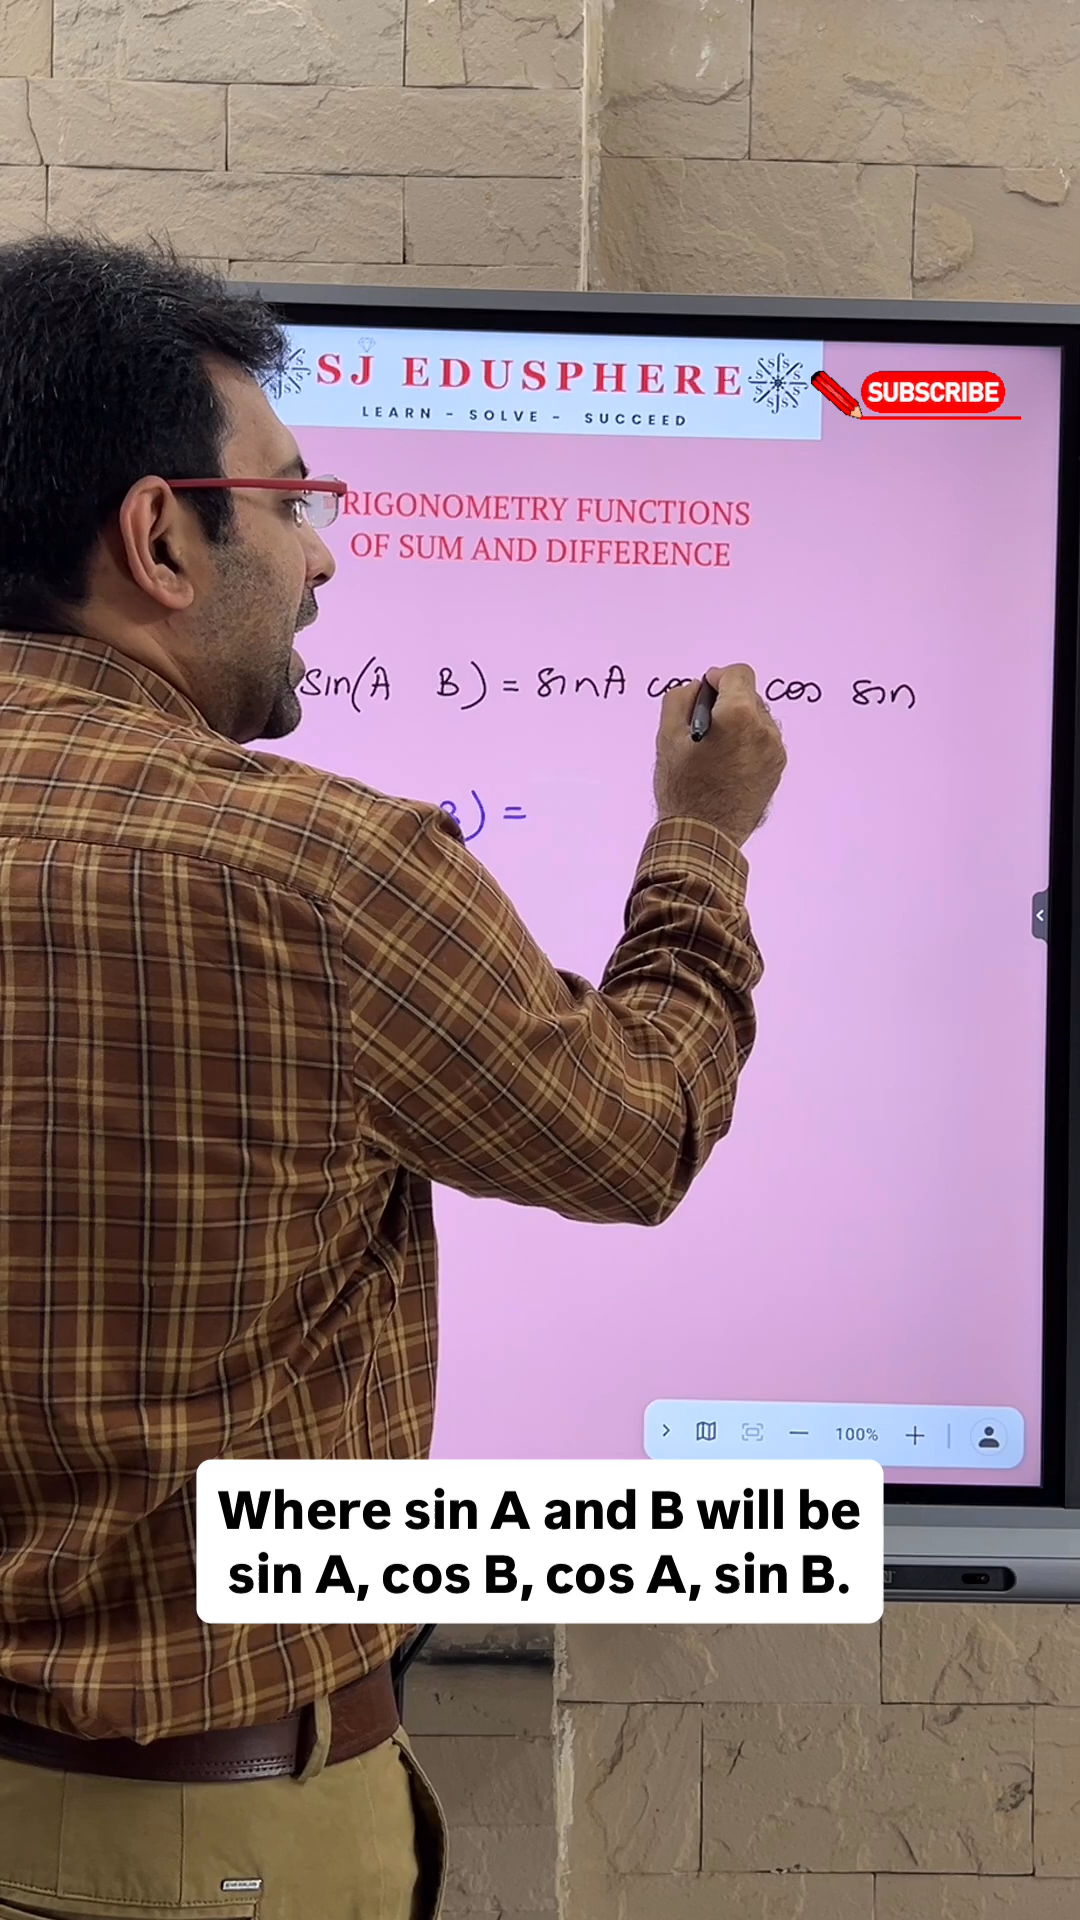 SJ EDUSPHERE
LEARN - SOLVE - SUCCEED
SUBSCRIBE
TRIGONOMETRY FUNCTIONS
OF SUM AND DIFFERENCE
sin(A B) = sinA cos sin
B) =
100%
Where sin A and B will be
sin A, cos B, cos A, sin B.